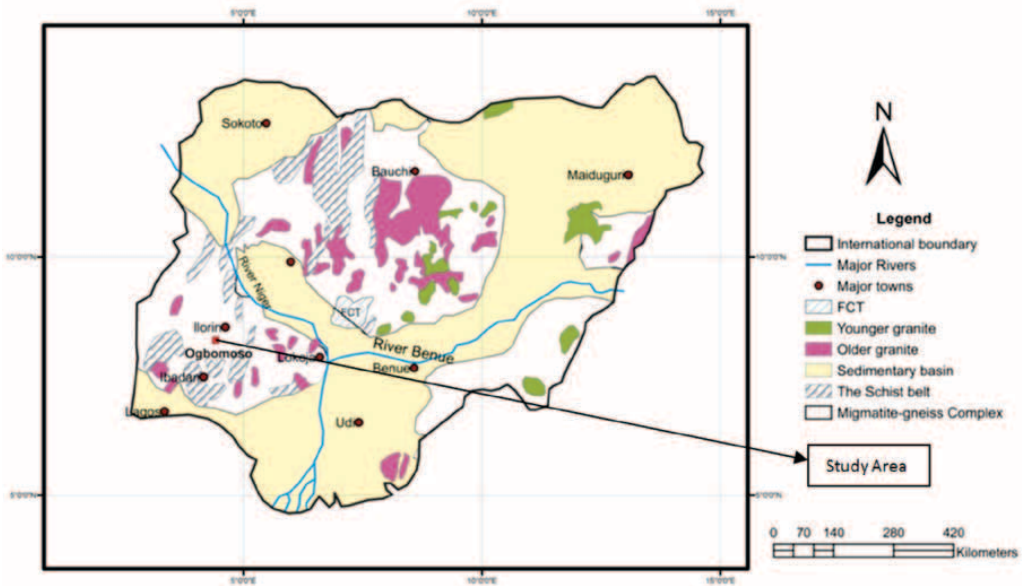 5°0'0"E 10°0'0"E 15°0'0"E
N
Sokoto
Bauchi
Maiduguri
10°0'0"N 10°0'0"N
River Niger
FCT
Ilorin
Ogbomoso
Lokoja
River Benue
Benue
Ibadan
Lagos
Udi
5°0'0"N 5°0'0"N
5°0'0"E 10°0'0"E 15°0'0"E
Legend
International boundary
Major Rivers
Major towns
FCT
Younger granite
Older granite
Sedimentary basin
The Schist belt
Migmatite-gneiss Complex
Study Area
0 70 140 280 420
Kilometers